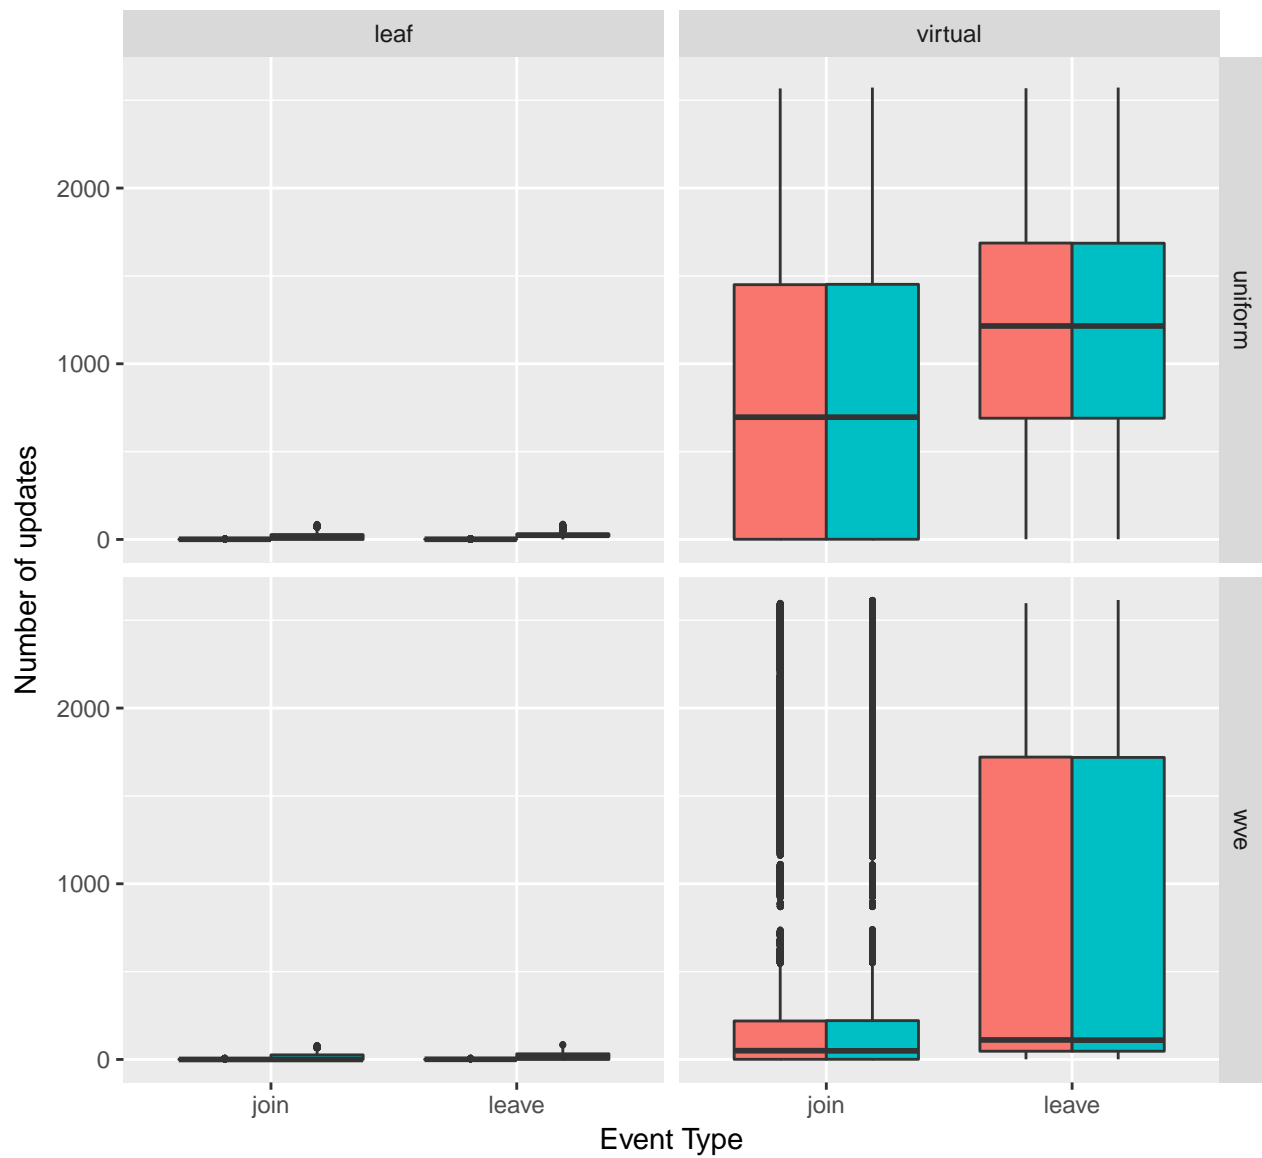 leaf
virtual
2000
1000
0
uniform
2000
1000
0
wve
join
leave
join
leave
Number of updates
Event Type